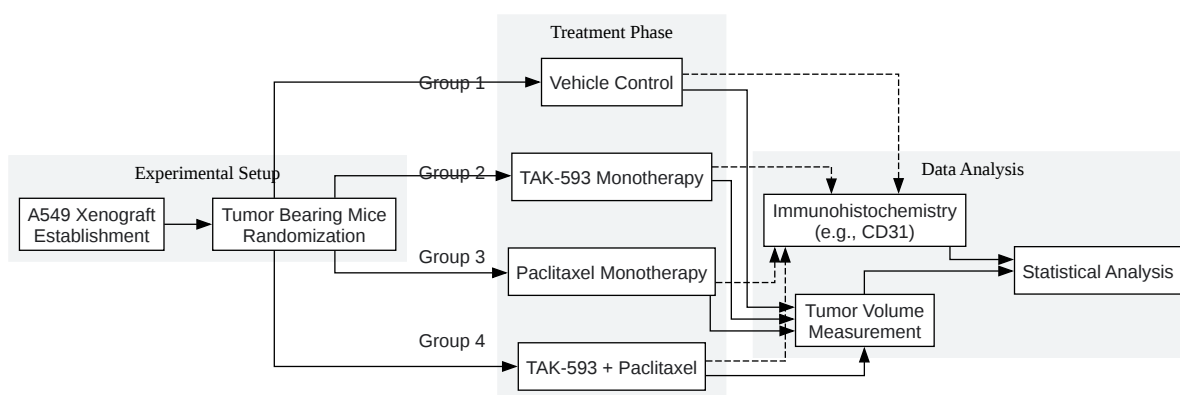 Treatment Phase
Group 1
Vehicle Control
Experimental Setup
Group 2
TAK-593 Monotherapy
Data Analysis
A549 Xenograft
Establishment
Tumor Bearing Mice
Randomization
Immunohistochemistry
(e.g., CD31)
Group 3
Paclitaxel Monotherapy
Statistical Analysis
Tumor Volume
Measurement
Group 4
TAK-593 + Paclitaxel